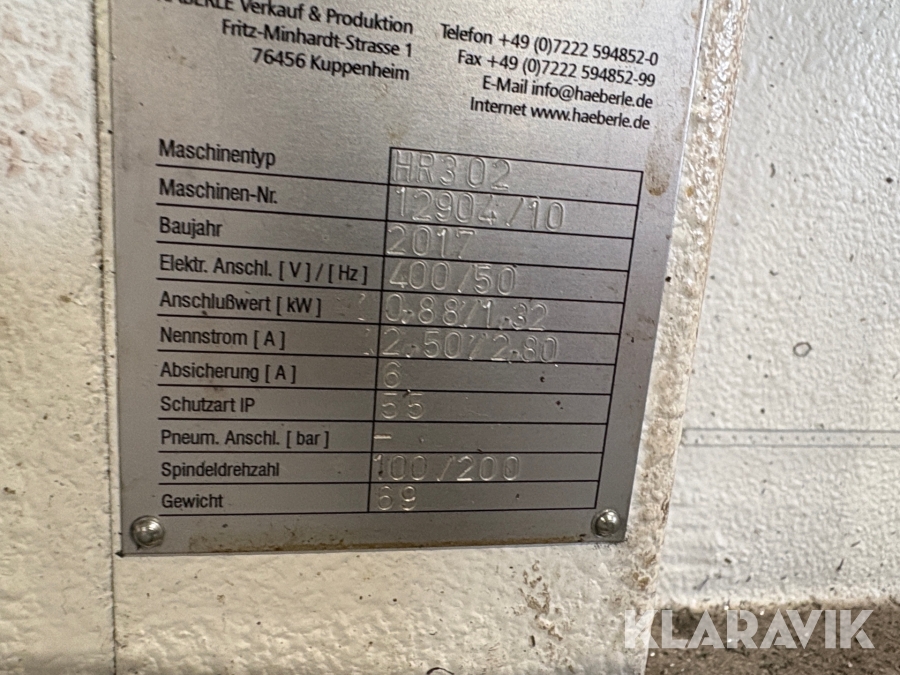 HAEBERLE Verkauf & Produktion
Fritz-Minhardt-Strasse 1
76456 Kuppenheim
Telefon +49 (0)7222 594852-0
Fax +49 (0)7222 594852-99
E-Mail info@haeberle.de
Internet www.haeberle.de
Maschinentyp HR302
Maschinen-Nr. 12904/10
Baujahr 2017
Elektr. Anschl. [ V ] / [ Hz ] 400/50
Anschlußwert [ kW ] 0.88/1.32
Nennstrom [ A ] 2.50/2.80
Absicherung [ A ] 6
Schutzart IP 55
Pneum. Anschl. [ bar ] -
Spindeldrehzahl 100/200
Gewicht 69
KLARAVIK